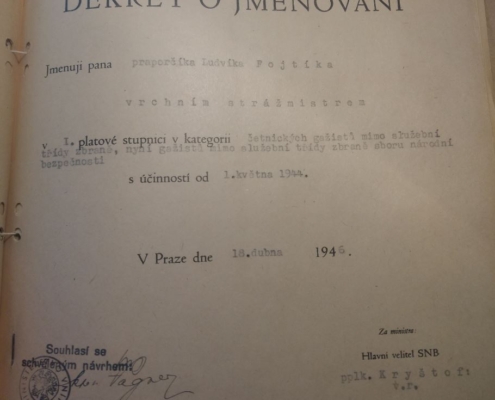 DEKRET O JMENOVÁNÍ
Jmenuji pana praporčíka Ludvíka Fojtíka
vrchním strážmistrem
v I. platové stupnici v kategorii četnických gažistů mimo služební
třídy zbraně, nyní gažistů mimo služební třídy zbraně sboru národní
bezpečnosti
s účinností od 1.května 1944.
V Praze dne 18.dubna 1946.
Za ministra:
Hlavní velitel SNB
pplk. Kryštof:
v.r.
Souhlasí se
schváleným návrhem: